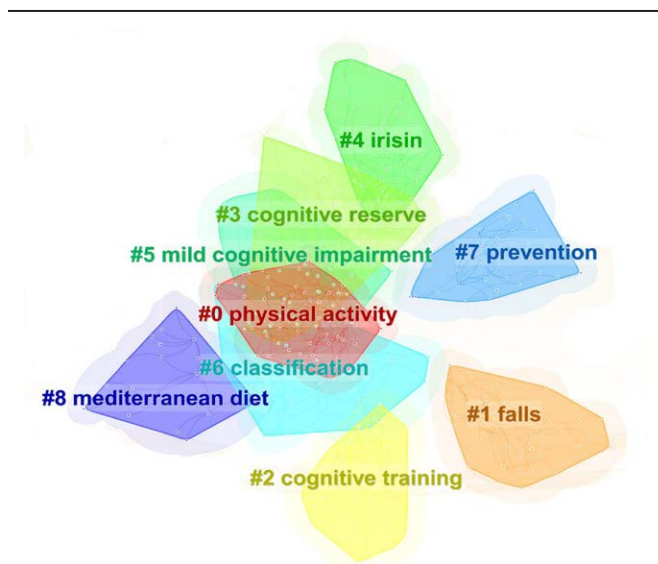 #4 irisin
#3 cognitive reserve
#5 mild cognitive impairment
#7 prevention
#0 physical activity
#6 classification
#8 mediterranean diet
#1 falls
#2 cognitive training